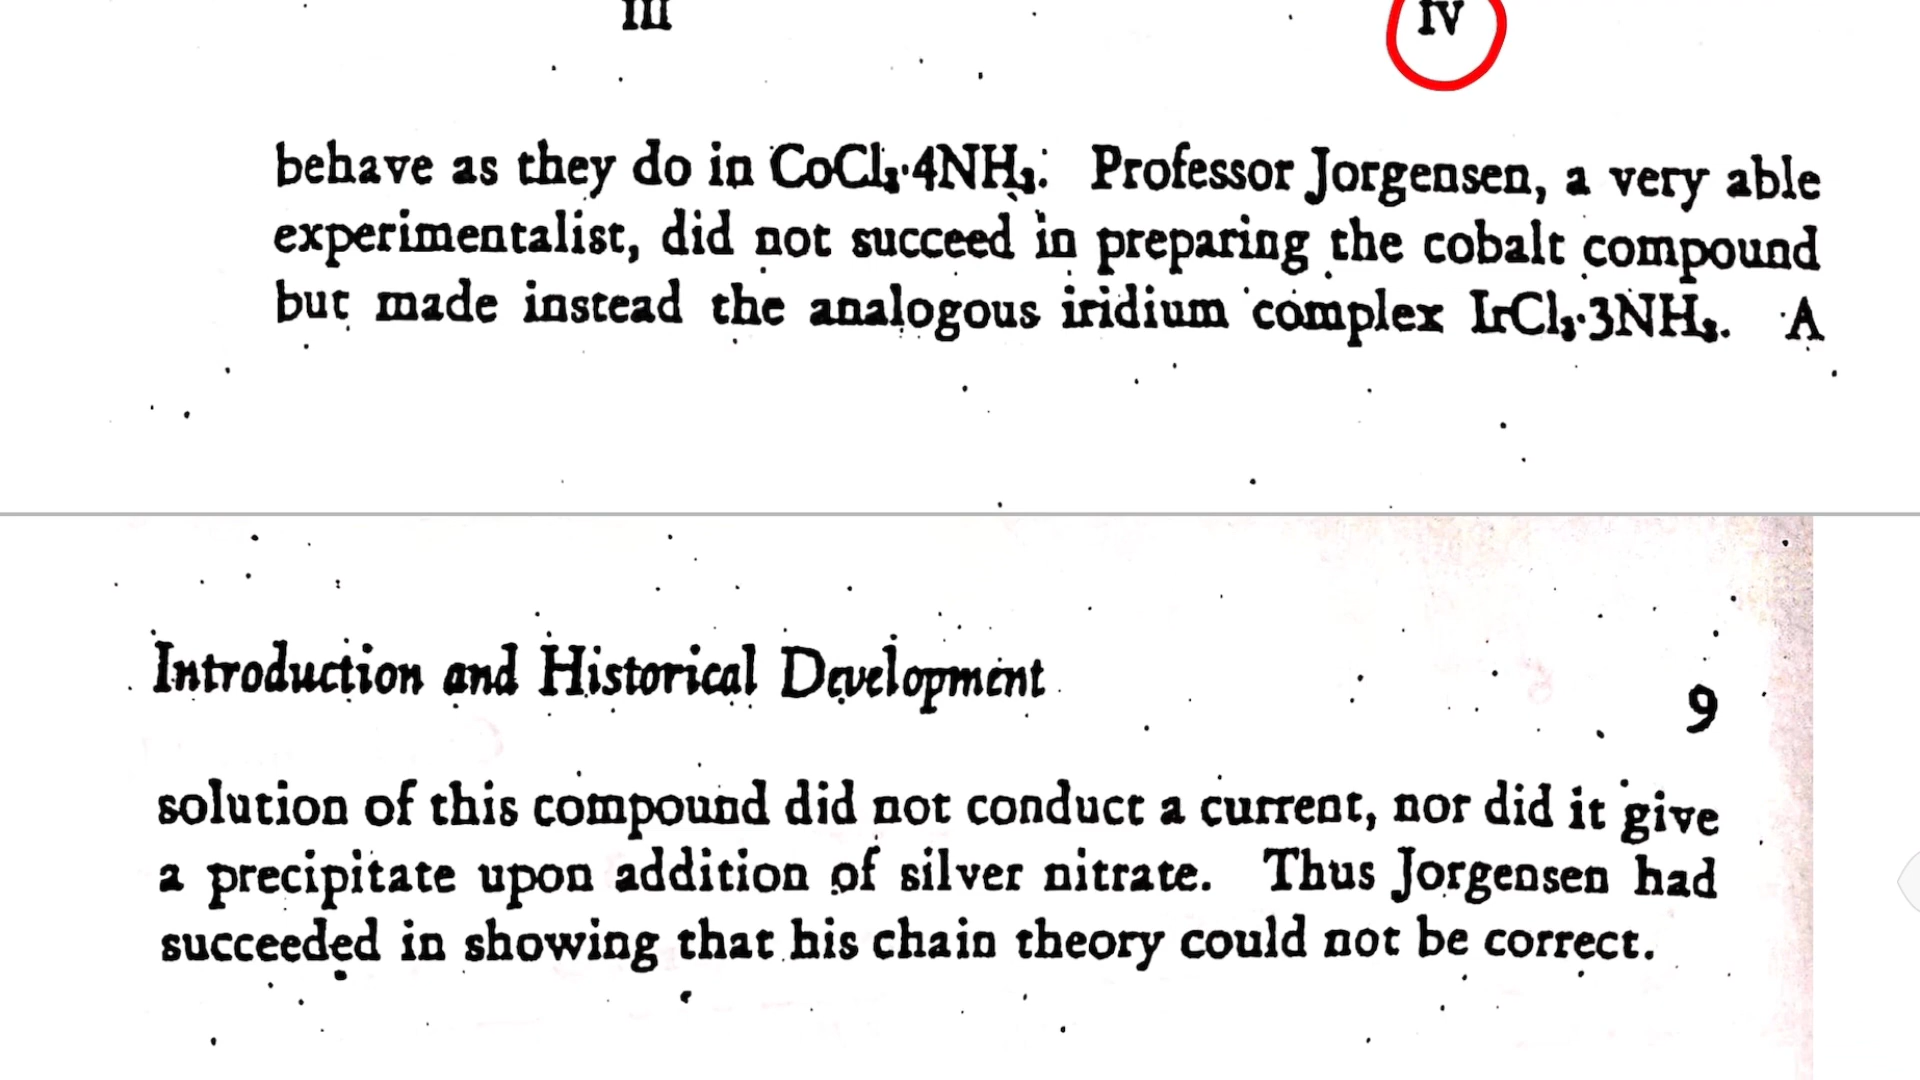 III IV
behave as they do in CoCl₃·4NH₃. Professor Jorgensen, a very able
experimentalist, did not succeed in preparing the cobalt compound
but made instead the analogous iridium complex IrCl₃·3NH₃. A
Introduction and Historical Development 9
solution of this compound did not conduct a current, nor did it give
a precipitate upon addition of silver nitrate. Thus Jorgensen had
succeeded in showing that his chain theory could not be correct.